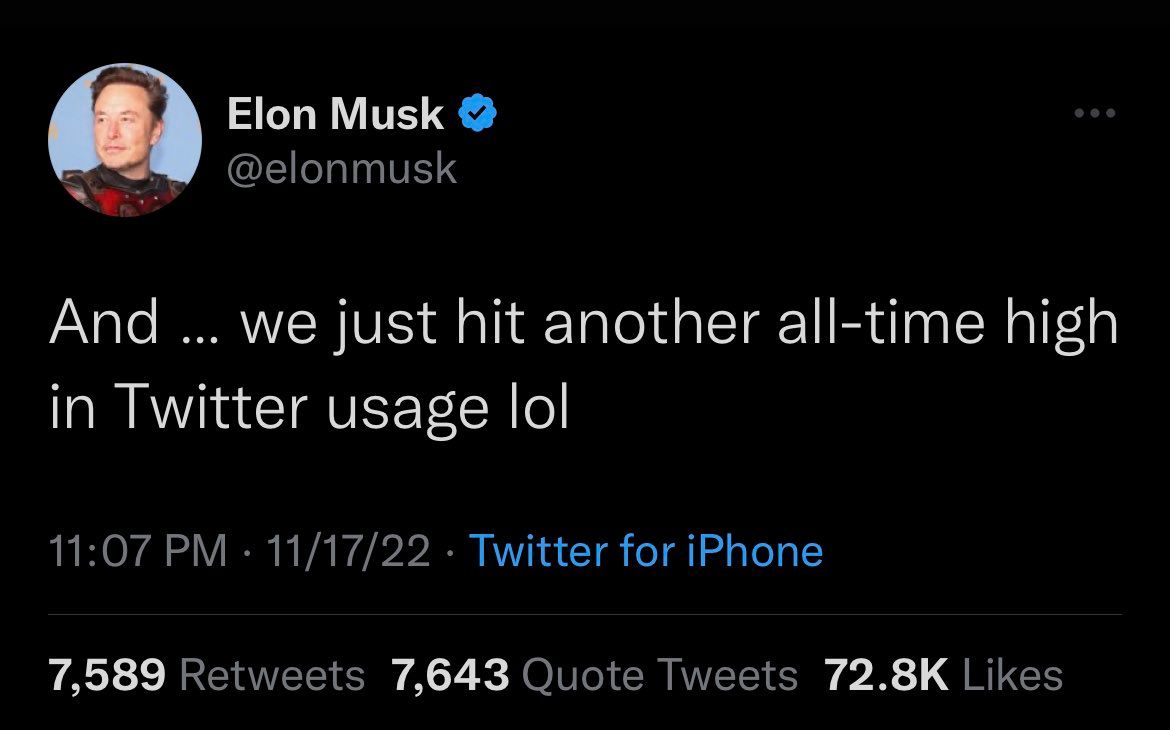 Elon Musk
@elonmusk
And ... we just hit another all-time high
in Twitter usage lol
11:07 PM · 11/17/22 · Twitter for iPhone
7,589 Retweets 7,643 Quote Tweets 72.8K Likes